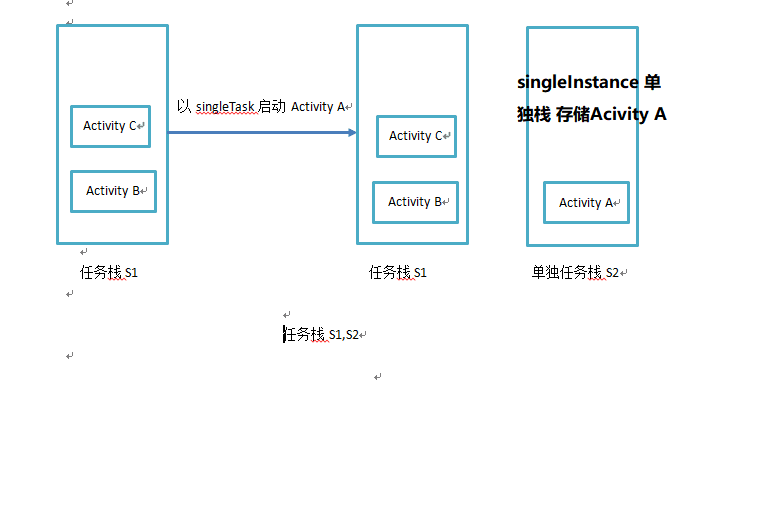 singleInstance 单
独栈 存储Acivity A
以 singleTask 启动 Activity A
Activity C
Activity B
Activity C
Activity B
Activity A
任务栈 S1
任务栈 S1
单独任务栈 S2
任务栈 S1,S2